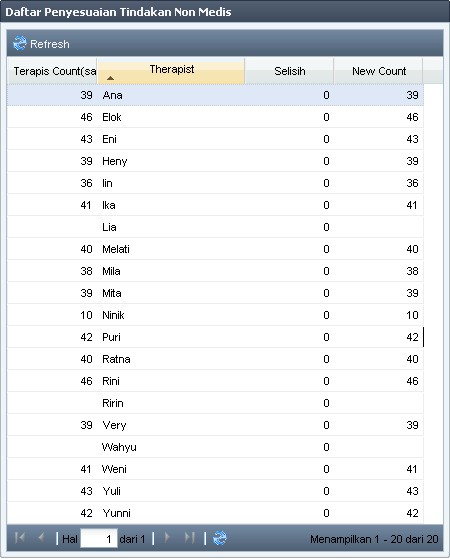 Daftar Penyesuaian Tindakan Non Medis
Refresh
Terapis Count(sa Therapist Selisih New Count
39 Ana 0 39
46 Elok 0 46
43 Eni 0 43
39 Heny 0 39
36 Iin 0 36
41 Ika 0 41
Lia 0
40 Melati 0 40
38 Mila 0 38
39 Mita 0 39
10 Ninik 0 10
42 Puri 0 42
40 Ratna 0 40
46 Rini 0 46
Ririn 0
39 Very 0 39
Wahyu 0
41 Weni 0 41
43 Yuli 0 43
42 Yunni 0 42
Hal 1 dari 1 Menampilkan 1 - 20 dari 20